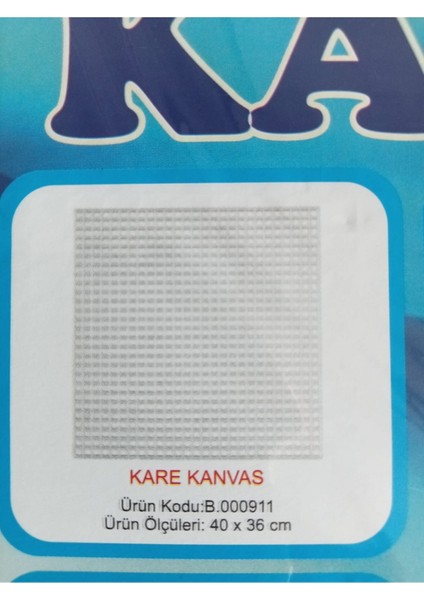 KA
KARE KANVAS
Ürün Kodu:B.000911
Ürün Ölçüleri: 40 x 36 cm